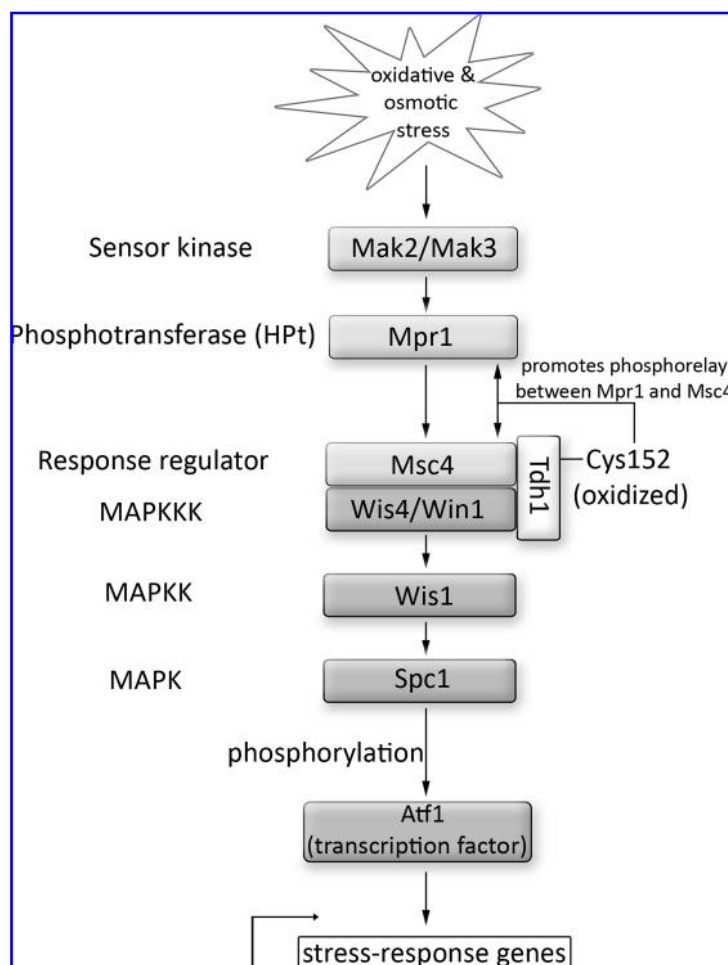 oxidative &
osmotic
stress
Sensor kinase
Mak2/Mak3
Phosphotransferase (HPt)
Mpr1
promotes phosphorelay
between Mpr1 and Msc4
Response regulator
Msc4
Tdh1
Cys152
(oxidized)
MAPKKK
Wis4/Win1
MAPKK
Wis1
MAPK
Spc1
phosphorylation
Atf1
(transcription factor)
stress-response genes